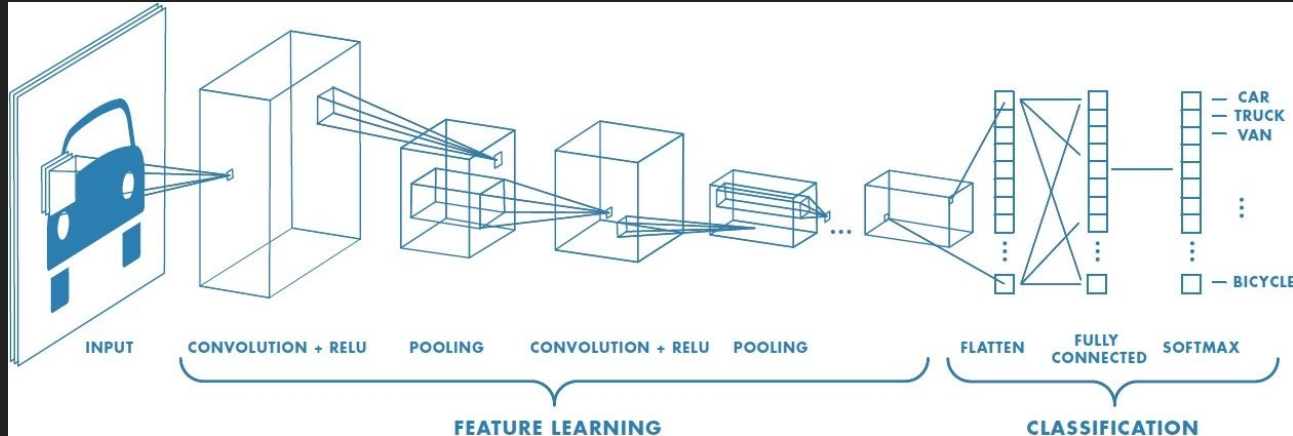 CAR
TRUCK
VAN
BICYCLE
INPUT
CONVOLUTION + RELU
POOLING
CONVOLUTION + RELU
POOLING
FLATTEN
FULLY
CONNECTED
SOFTMAX
FEATURE LEARNING
CLASSIFICATION